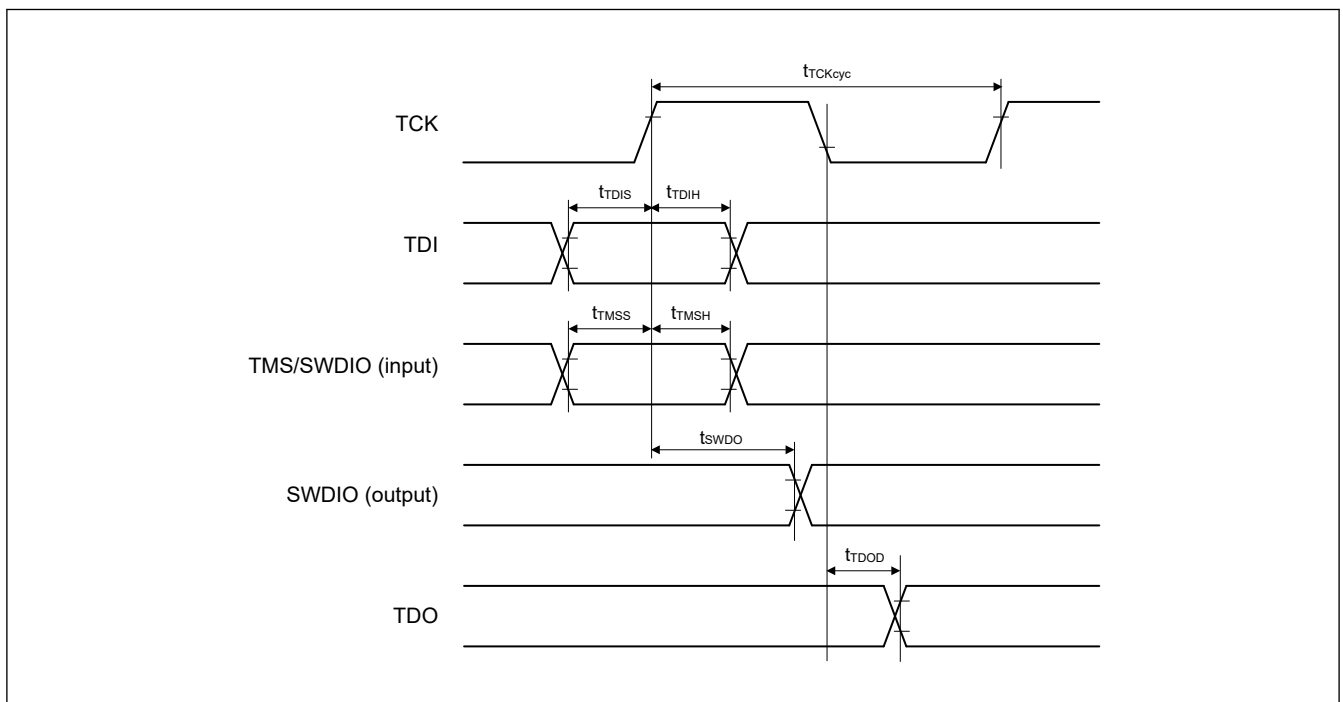 tTCKcyc
TCK
tTDIS tTDIH
TDI
tTMSS tTMSH
TMS/SWDIO (input)
tSWDO
SWDIO (output)
tTDOD
TDO